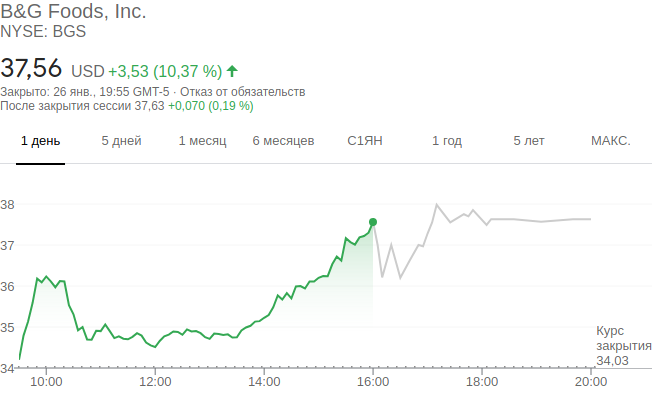 B&G Foods, Inc.
NYSE: BGS
37,56 USD +3,53 (10,37 %)
Закрыто: 26 янв., 19:55 GMT-5 · Отказ от обязательств
После закрытия сессии 37,63 +0,070 (0,19 %)
1 день 5 дней 1 месяц 6 месяцев С1ЯН 1 год 5 лет МАКС.
38
37
36
35
34
Курс
закрытия
34,03
10:00 12:00 14:00 16:00 18:00 20:00